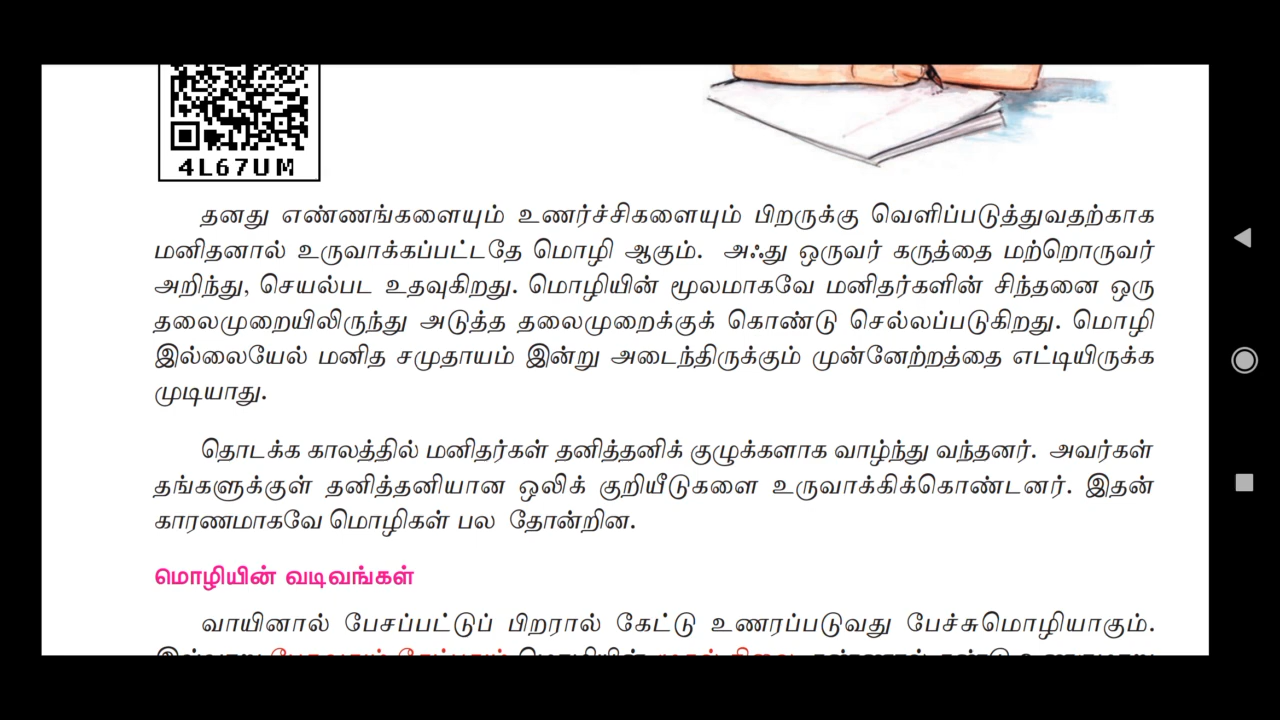 4L67UM
தனது எண்ணங்களையும் உணர்ச்சிகளையும் பிறருக்கு வெளிப்படுத்துவதற்காக
மனிதனால் உருவாக்கப்பட்டதே மொழி ஆகும். அஃது ஒருவர் கருத்தை மற்றொருவர்
அறிந்து, செயல்பட உதவுகிறது. மொழியின் மூலமாகவே மனிதர்களின் சிந்தனை ஒரு
தலைமுறையிலிருந்து அடுத்த தலைமுறைக்குக் கொண்டு செல்லப்படுகிறது. மொழி
இல்லையேல் மனித சமுதாயம் இன்று அடைந்திருக்கும் முன்னேற்றத்தை எட்டியிருக்க
முடியாது.
தொடக்க காலத்தில் மனிதர்கள் தனித்தனிக் குழுக்களாக வாழ்ந்து வந்தனர். அவர்கள்
தங்களுக்குள் தனித்தனியான ஒலிக் குறியீடுகளை உருவாக்கிக்கொண்டனர். இதன்
காரணமாகவே மொழிகள் பல தோன்றின.
மொழியின் வடிவங்கள்
வாயினால் பேசப்பட்டுப் பிறரால் கேட்டு உணரப்படுவது பேச்சுமொழியாகும்.
மொழியின்